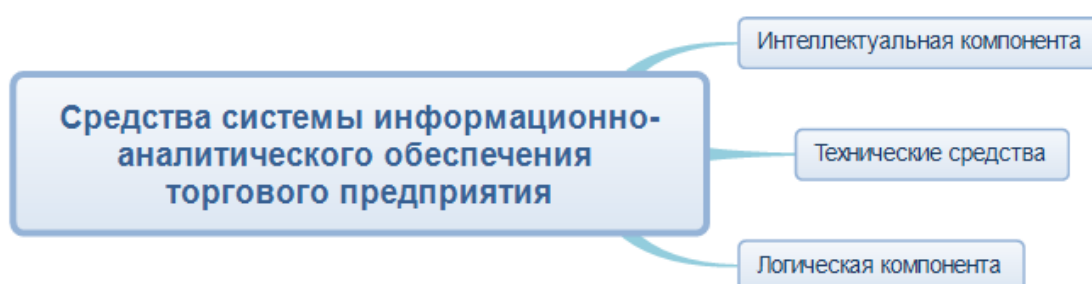 Интеллектуальная компонента
Средства системы информационно-
аналитического обеспечения
торгового предприятия
Технические средства
Логическая компонента